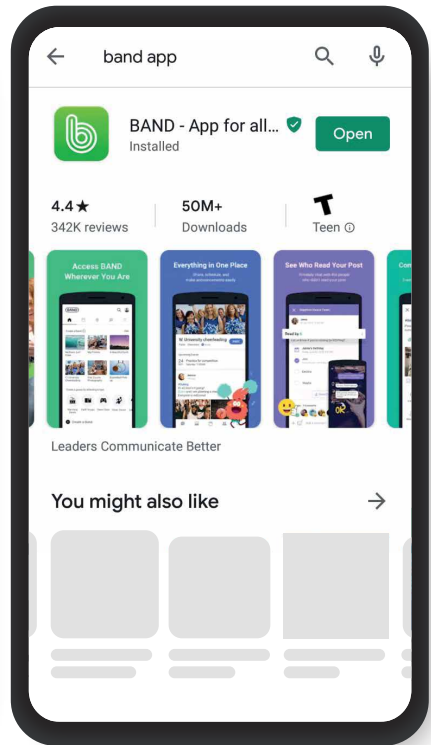 band app
BAND - App for all...
Installed
Open
4.4★
342K reviews
50M+
Downloads
Teen
Access BAND
Wherever You Are
Everything in One Place
See Who Read Your Post
Leaders Communicate Better
You might also like